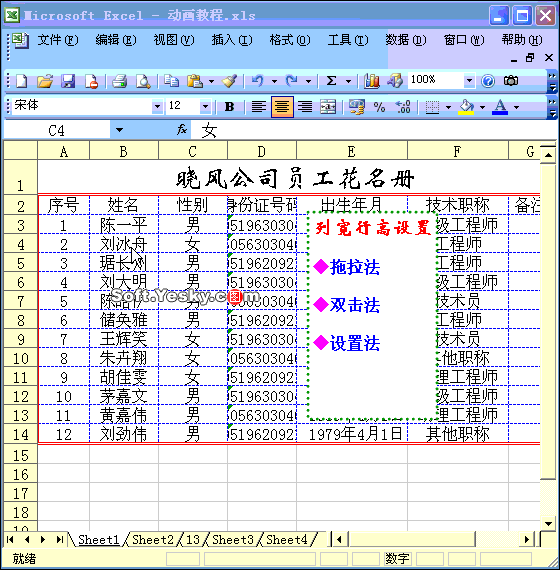 Microsoft Excel - 动画教程.xls
文件(F) 编辑(E) 视图(V) 插入(I) 格式(O) 工具(T) 数据(D) 窗口(W) 帮助(H)
100%
宋体 12 B
C4 fx 女
A B C D E F G
1 晓风公司员工花名册
2 序号 姓名 性别 身份证号码 出生年月 技术职称 备注
3 1 陈一平 男 51963030 级工程师
4 2 刘冰舟 女 05630304 工程师
5 3 琚长 男 51962092 理工程师
6 4 刘大明 男 51963030 级工程师
7 5 陈 技术员
8 6 储奂雅 男 51962092 工程师
9 7 王辉笑 女 51963030 技术员
10 8 朱卉翔 女 05630304 他职称
11 9 胡佳雯 女 51962092 理工程师
12 10 茅嘉文 男 51963030 级工程师
13 11 黄嘉伟 男 05630304 理工程师
14 12 刘劲伟 男 51962092 1979年4月1日 其他职称
15
16
17
18
列宽行高设置
◆拖拉法
◆双击法
◆设置法
Soft.Yesky.com
Sheet1 Sheet2 13 Sheet3 Sheet4
就绪 数字